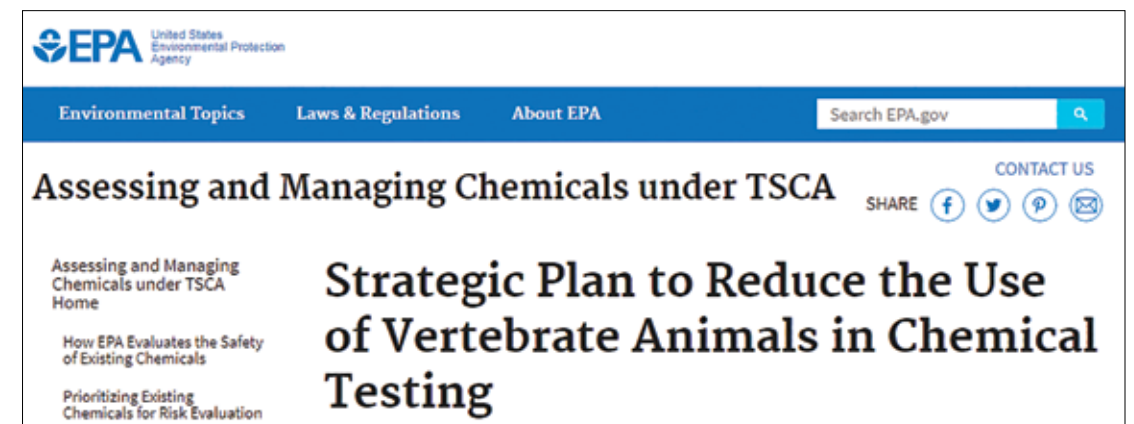 EPA
United States
Environmental Protection
Agency
Environmental Topics Laws & Regulations About EPA Search EPA.gov
CONTACT US
Assessing and Managing Chemicals under TSCA
SHARE
Assessing and Managing
Chemicals under TSCA
Home
How EPA Evaluates the Safety
of Existing Chemicals
Prioritizing Existing
Chemicals for Risk Evaluation
Strategic Plan to Reduce the Use
of Vertebrate Animals in Chemical
Testing